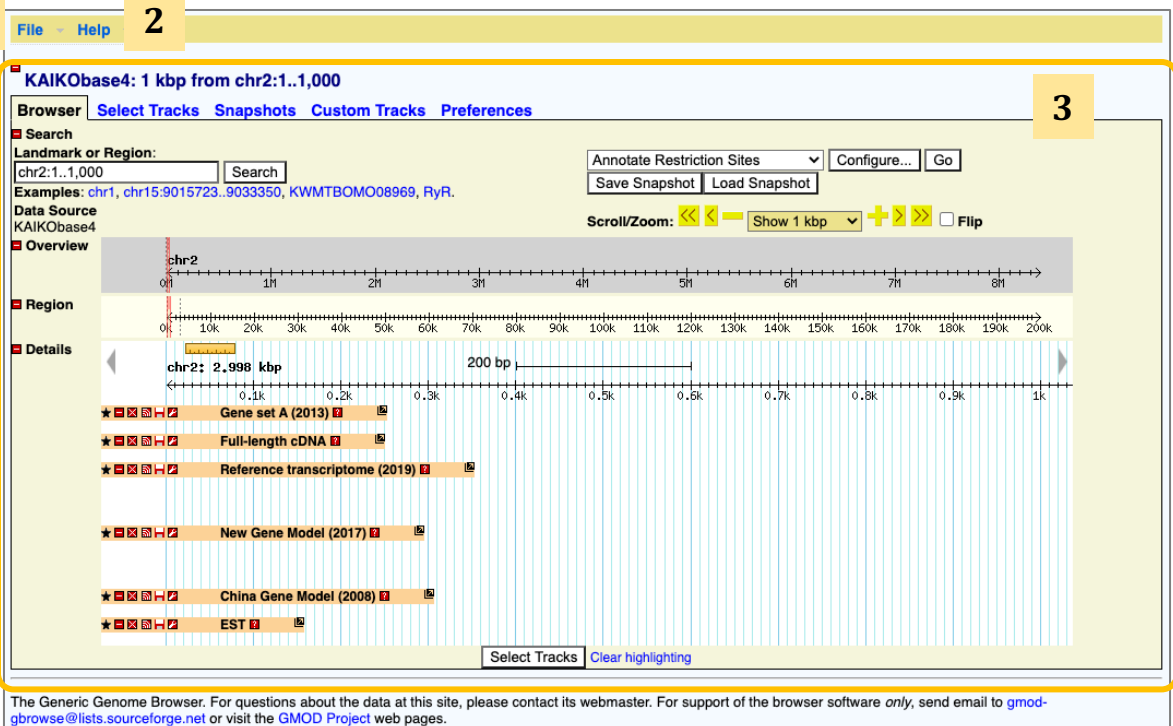 File Help 2
KAIKObase4: 1 kbp from chr2:1..1,000
3
Browser Select Tracks Snapshots Custom Tracks Preferences
Search
Landmark or Region:
chr2:1..1,000 Search
Annotate Restriction Sites Configure... Go
Save Snapshot Load Snapshot
Examples: chr1, chr15:9015723..9033350, KWMTBOMO08969, RyR.
Data Source
KAIKObase4
Scroll/Zoom: << < Show 1 kbp > >> Flip
Overview
chr2
0M 1M 2M 3M 4M 5M 6M 7M 8M
Region
0k 10k 20k 30k 40k 50k 60k 70k 80k 90k 100k 110k 120k 130k 140k 150k 160k 170k 180k 190k 200k
Details
chr2: 2.998 kbp 200 bp
0.1k 0.2k 0.3k 0.4k 0.5k 0.6k 0.7k 0.8k 0.9k 1k
Gene set A (2013) ?
Full-length cDNA ?
Reference transcriptome (2019) ?
New Gene Model (2017) ?
China Gene Model (2008) ?
EST ?
Select Tracks Clear highlighting
The Generic Genome Browser. For questions about the data at this site, please contact its webmaster. For support of the browser software only, send email to gmod-
gbrowse@lists.sourceforge.net or visit the GMOD Project web pages.